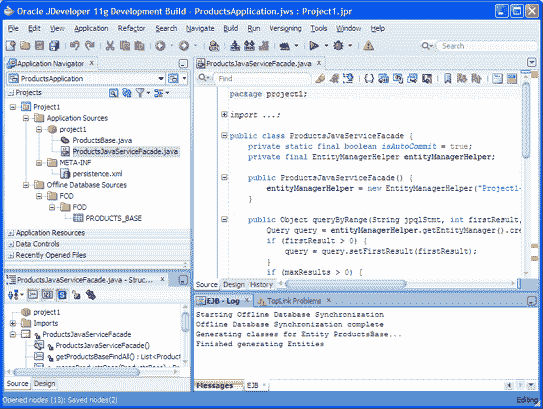 Oracle JDeveloper 11g Development Build - ProductsApplication.jws : Project1.jpr
File Edit View Application Refactor Search Navigate Build Run Versioning Tools Window Help
Search
Application Navigator
ProductsApplication
Projects
Project1
Application Sources
project1
ProductsBase.java
ProductsJavaServiceFacade.java
META-INF
persistence.xml
Offline Database Sources
FOD
FOD
PRODUCTS_BASE
Application Resources
Data Controls
Recently Opened Files
ProductsJavaServiceFacade.java - Struc...
project1
Imports
ProductsJavaServiceFacade
ProductsJavaServiceFacade()
getProductsBaseFindAll() : List<Product
Source Design
ProductsJavaServiceFacade.java
Find
package project1;
import ...;
public class ProductsJavaServiceFacade {
private static final boolean isAutoCommit = true;
private final EntityManagerHelper entityManagerHelper;
public ProductsJavaServiceFacade() {
entityManagerHelper = new EntityManagerHelper("Project1-
}
public Object queryByRange(String jpqlStmt, int firstResult,
Query query = entityManagerHelper.getEntityManager().cre
if (firstResult > 0) {
query = query.setFirstResult(firstResult);
}
if (maxResults > 0) {
Source Design History
EJB - Log
TopLink Problems
Starting Offline Database Synchronization
Offline Database Synchronization complete
Generating classes for Entity ProductsBase...
Finished generating Entities
Messages EJB
Opened nodes (13); Saved nodes(2)
Editing